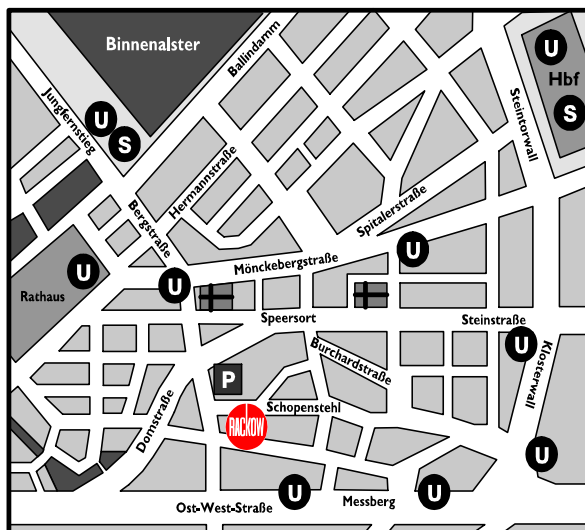 Binnenalster
Ballindamm
U
Hbf
S
Steintorwall
Jungfernstieg
U
S
Hermannstraße
Bergstraße
Spitalerstraße
U
Mönckebergstraße
U
Rathaus
U
Speersort
Steinstraße
U
Klosterwall
Burchardstraße
P
Schopenstehl
RACKOW
Domstraße
U
U
U
Messberg
Ost-West-Straße